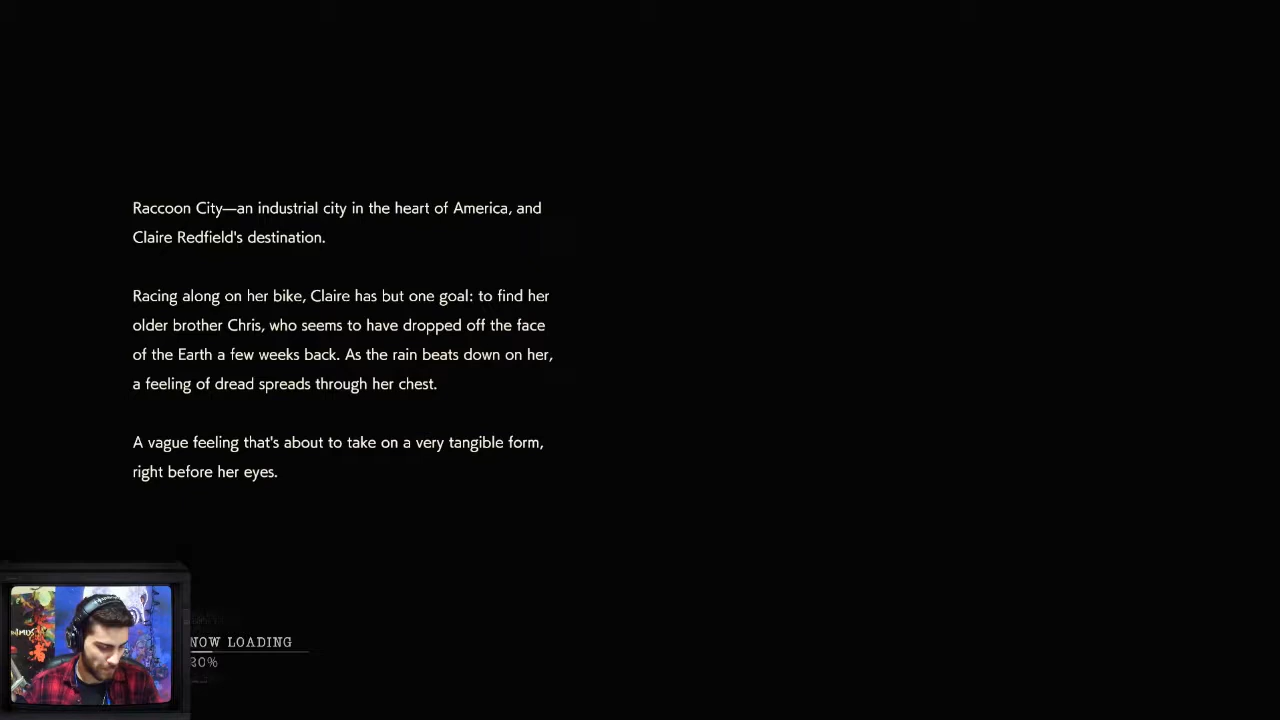 Raccoon City—an industrial city in the heart of America, and
Claire Redfield's destination.
Racing along on her bike, Claire has but one goal: to find her
older brother Chris, who seems to have dropped off the face
of the Earth a few weeks back. As the rain beats down on her,
a feeling of dread spreads through her chest.
A vague feeling that's about to take on a very tangible form,
right before her eyes.
NOW LOADING